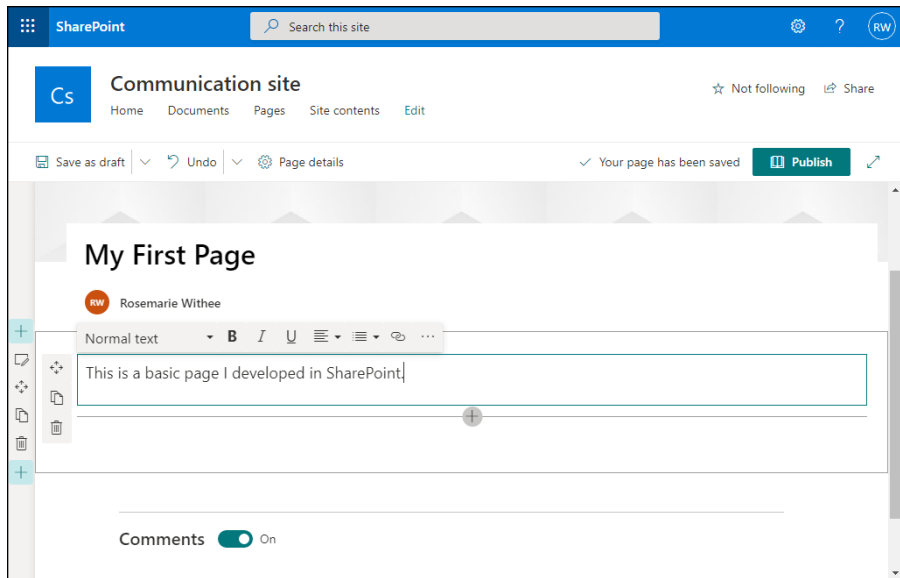 SharePoint Search this site ? RW
Cs Communication site
Not following Share
Home Documents Pages Site contents Edit
Save as draft Undo Page details Your page has been saved Publish
My First Page
RW Rosemarie Withee
Normal text B I U ...
This is a basic page I developed in SharePoint.
Comments On